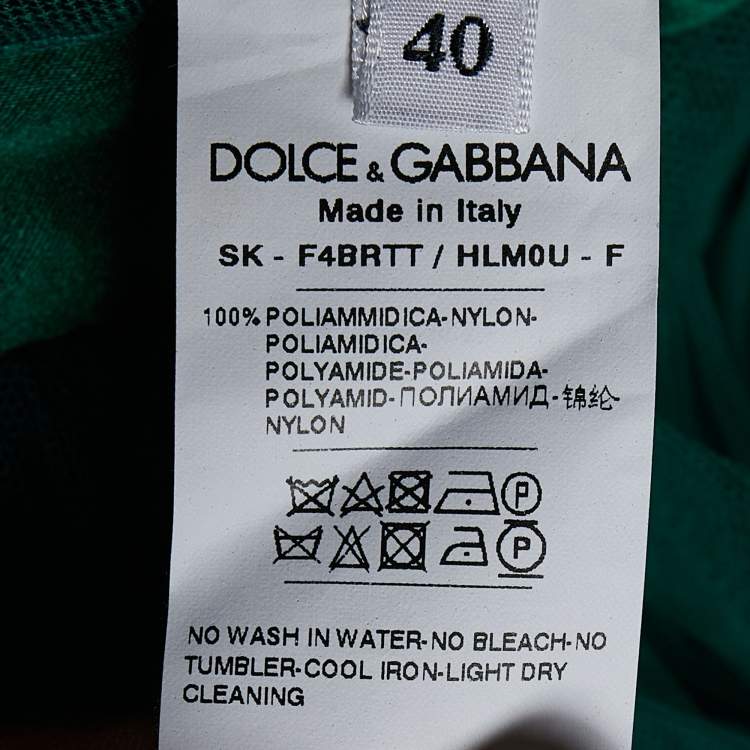 40
DOLCE & GABBANA
Made in Italy
SK - F4BRTT / HLM0U - F
100% POLIAMMIDICA-NYLON-
POLIAMIDICA-
POLYAMIDE-POLIAMIDA-
POLYAMID-ПОЛИАМИД-锦纶-
NYLON
P
P
NO WASH IN WATER-NO BLEACH-NO
TUMBLER-COOL IRON-LIGHT DRY
CLEANING